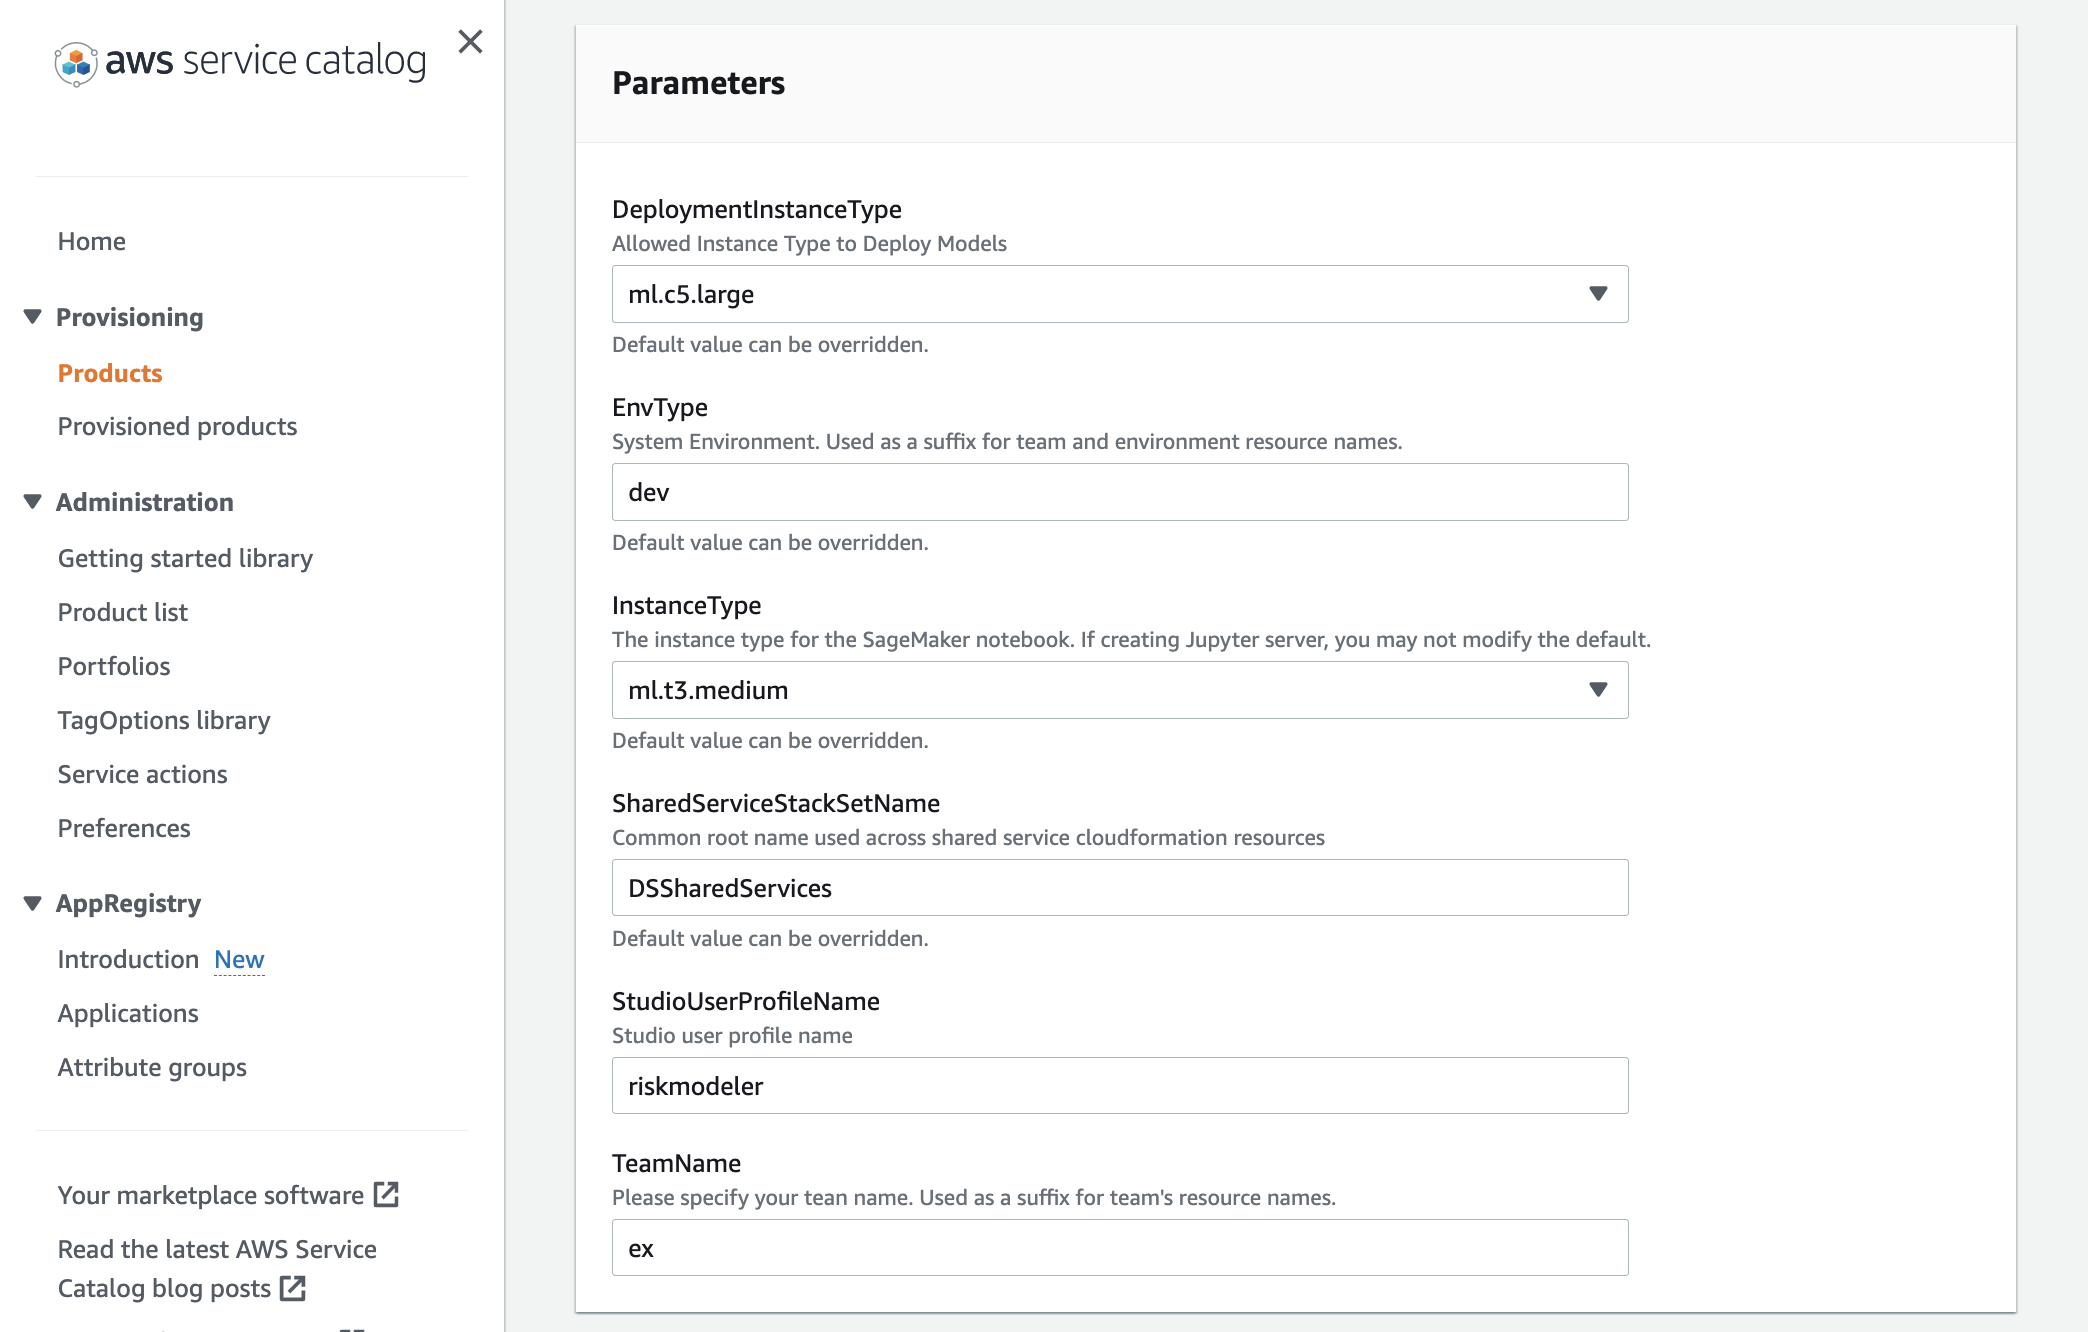 aws service catalog
Home
Provisioning
Products
Provisioned products
Administration
Getting started library
Product list
Portfolios
TagOptions library
Service actions
Preferences
AppRegistry
Introduction New
Applications
Attribute groups
Your marketplace software
Read the latest AWS Service
Catalog blog posts
Parameters
DeploymentInstanceType
Allowed Instance Type to Deploy Models
ml.c5.large
Default value can be overridden.
EnvType
System Environment. Used as a suffix for team and environment resource names.
dev
Default value can be overridden.
InstanceType
The instance type for the SageMaker notebook. If creating Jupyter server, you may not modify the default.
ml.t3.medium
Default value can be overridden.
SharedServiceStackSetName
Common root name used across shared service cloudformation resources
DSSharedServices
Default value can be overridden.
StudioUserProfileName
Studio user profile name
riskmodeler
TeamName
Please specify your tean name. Used as a suffix for team's resource names.
ex